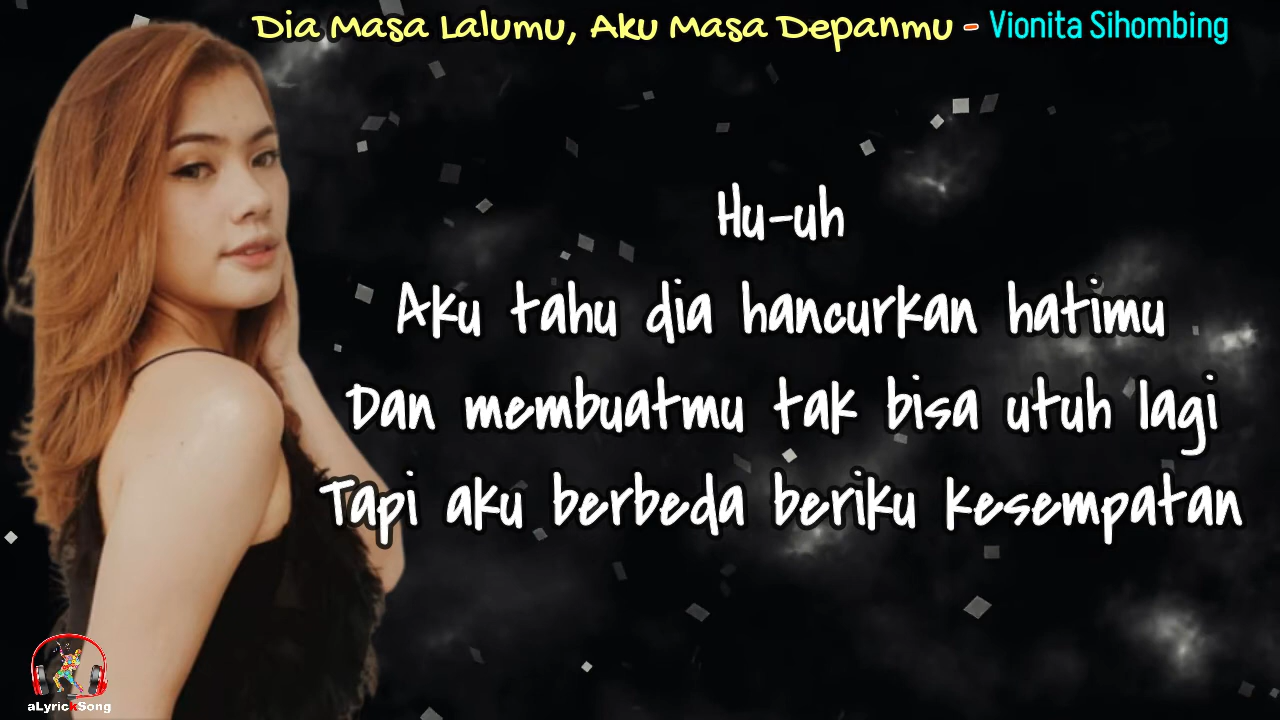 Dia Masa Lalumu, Aku Masa Depanmu - Vionita Sihombing
Hu-uh
Aku tahu dia hancurkan hatimu
Dan membuatmu tak bisa utuh lagi
Tapi aku berbeda beriku kesempatan
aLyrickSong